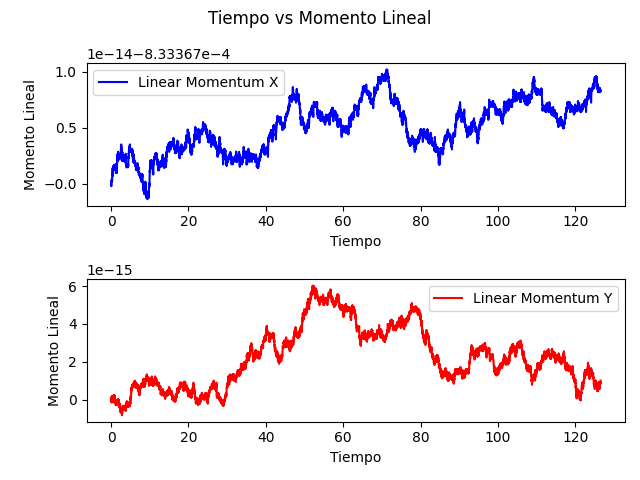 Tiempo vs Momento Lineal
1e−14−8.33367e−4
Linear Momentum X
1.0
0.5
−0.0
Momento Lineal
0 20 40 60 80 100 120
Tiempo
1e−15
Linear Momentum Y
6
4
2
0
Momento Lineal
0 20 40 60 80 100 120
Tiempo